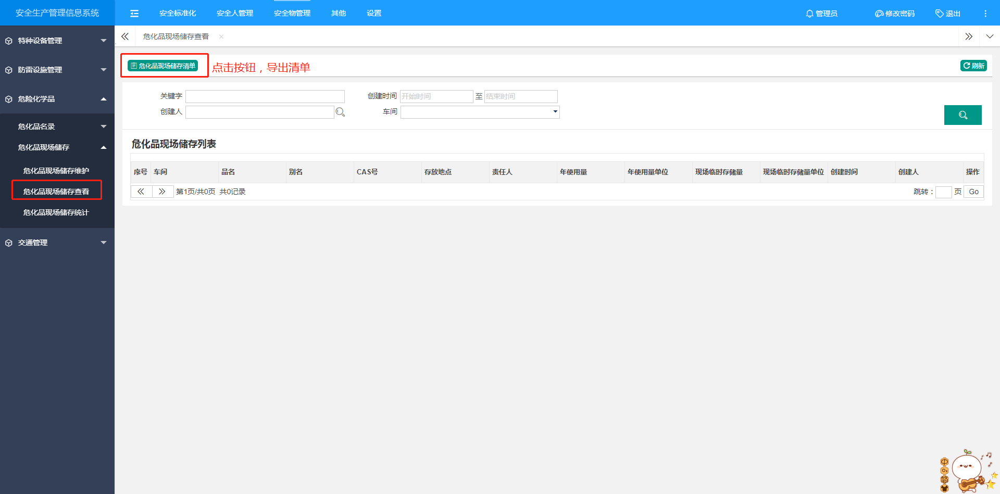 安全生产管理信息系统
安全标准化 安全人管理 安全物管理 其他 设置
管理员 修改密码 退出
特种设备管理
防雷设施管理
危险化学品
危化品名录
危化品现场储存
危化品现场储存维护
危化品现场储存查看
危化品现场储存统计
交通管理
危化品现场储存查看 ×
危化品现场储存清单 点击按钮，导出清单 刷新
关键字 创建时间 开始时间 至 结束时间
创建人 车间
危化品现场储存列表
序号 车间 品名 别名 CAS号 存放地点 责任人 年使用量 年使用量单位 现场临时存储量 现场临时存储量单位 创建时间 创建人 操作
第1页/共0页 共0记录 跳转： 页 Go
中
简